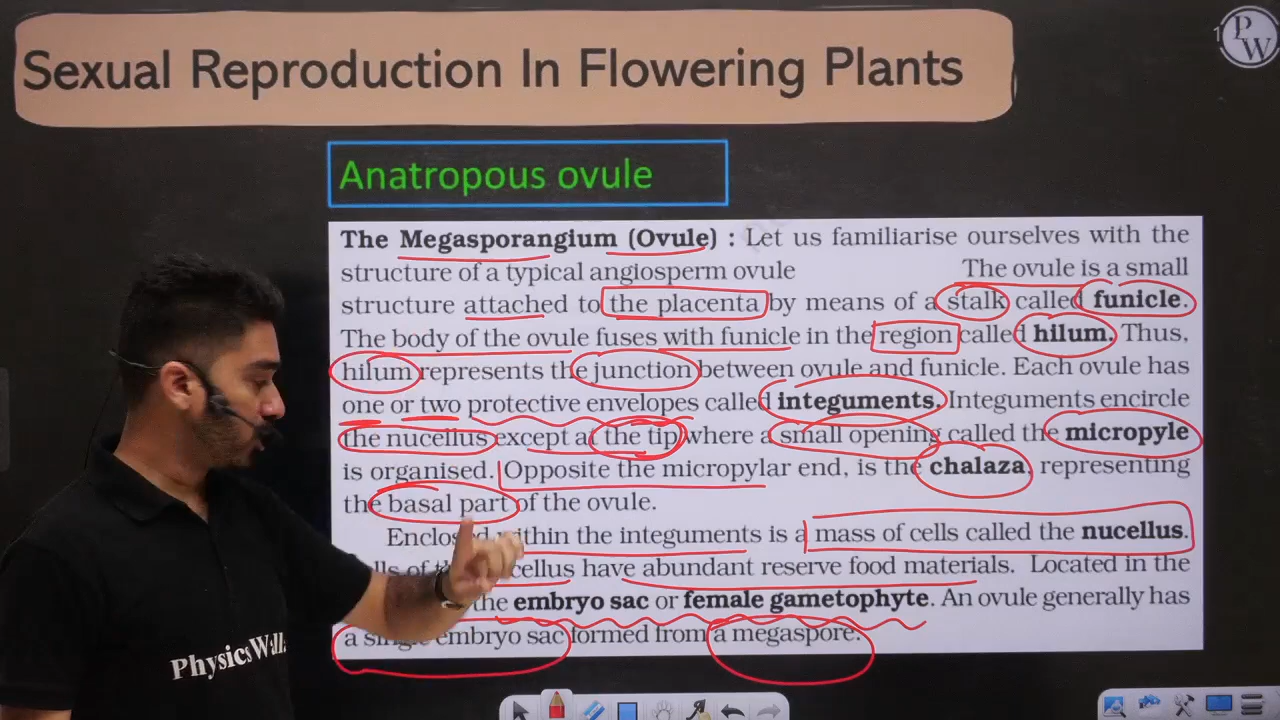 Sexual Reproduction In Flowering Plants
P
W
Anatropous ovule
The Megasporangium (Ovule) : Let us familiarise ourselves with the
structure of a typical angiosperm ovule The ovule is a small
structure attached to the placenta by means of a stalk called funicle.
The body of the ovule fuses with funicle in the region called hilum. Thus,
hilum represents the junction between ovule and funicle. Each ovule has
one or two protective envelopes called integuments. Integuments encircle
the nucellus except at the tip where a small opening called the micropyle
is organised. Opposite the micropylar end, is the chalaza, representing
the basal part of the ovule.
Enclosed within the integuments is a mass of cells called the nucellus.
have abundant reserve food materials. Located in the
the embryo sac or female gametophyte. An ovule generally has
a single embryo sac formed from a megaspore.
Physics